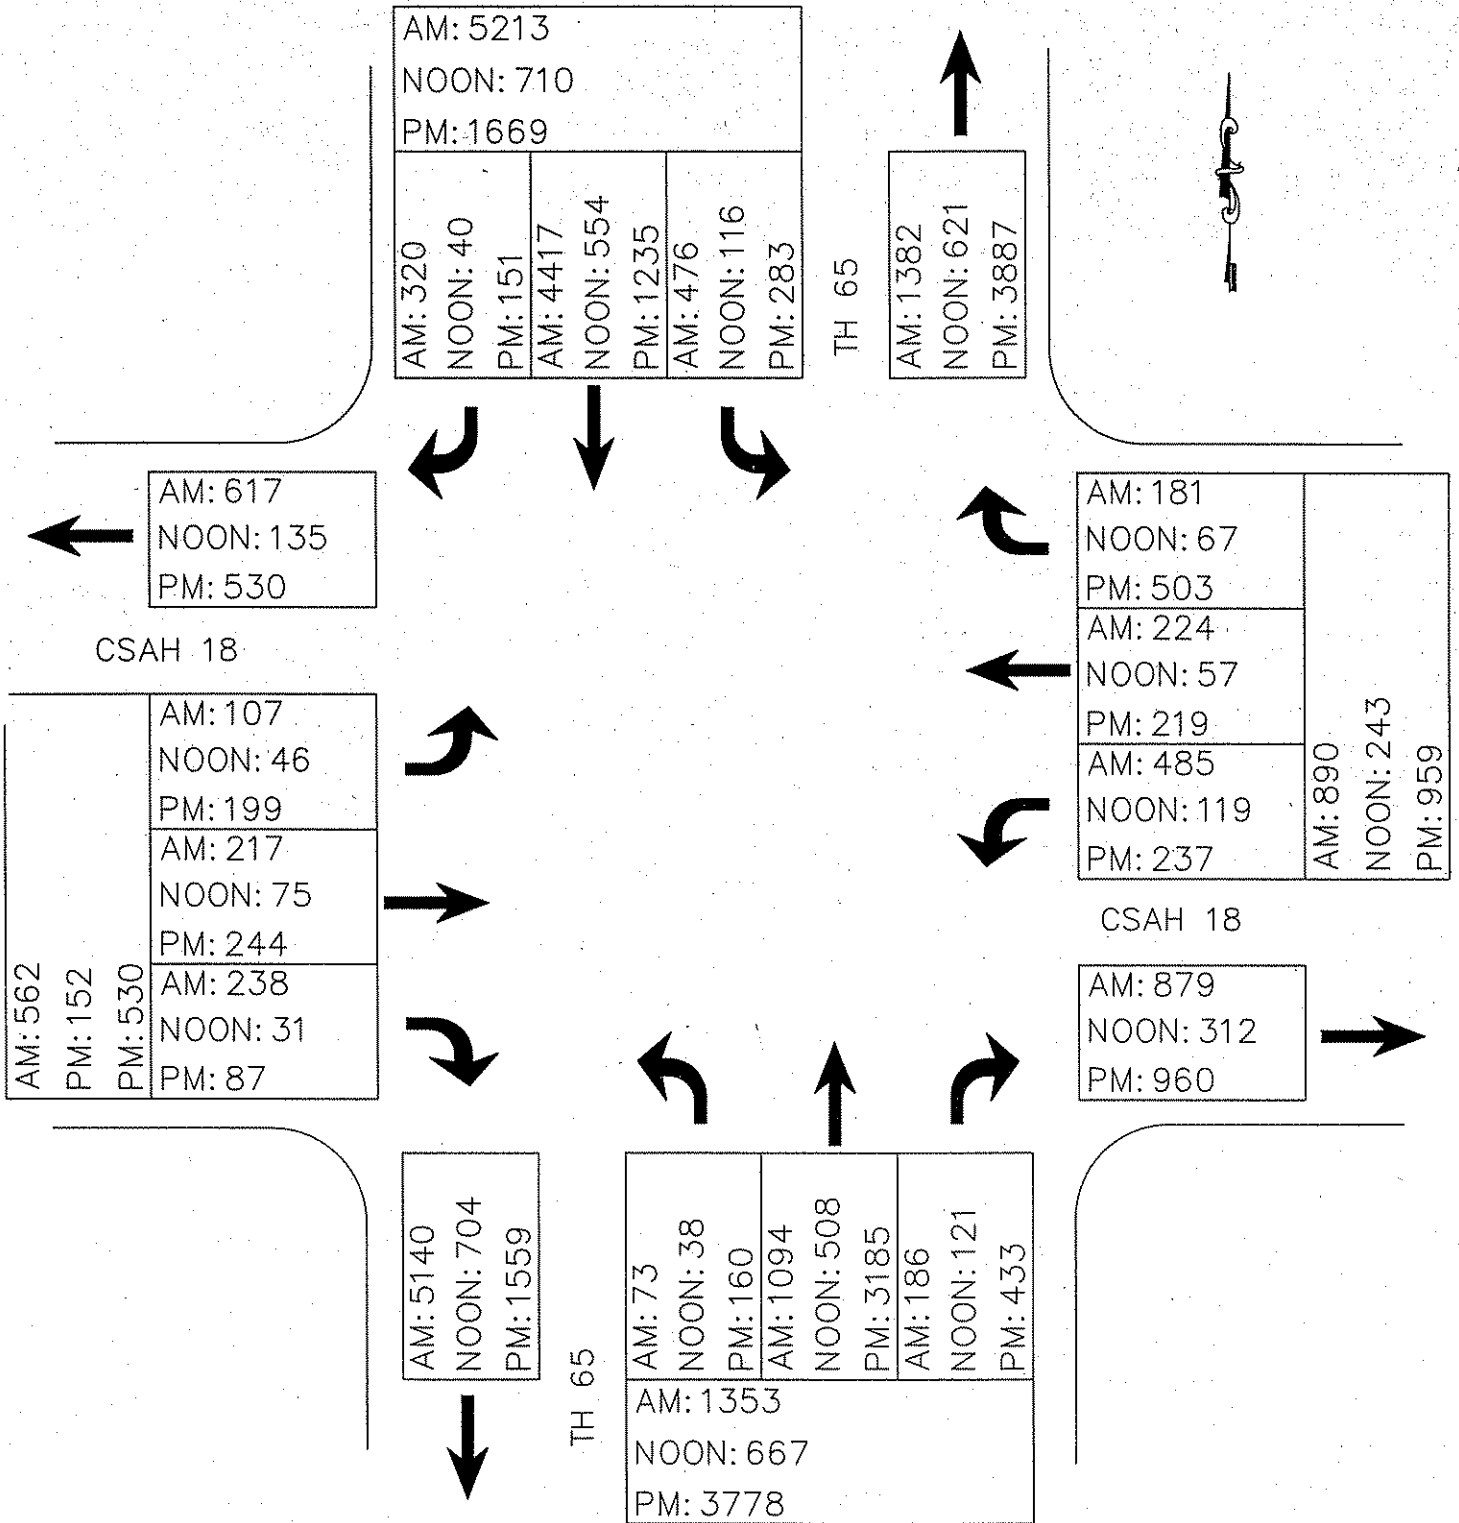 AM: 5213
NOON: 710
PM: 1669
AM: 320
NOON: 40
PM: 151
AM: 4417
NOON: 554
PM: 1235
AM: 476
NOON: 116
PM: 283
TH 65
AM: 1382
NOON: 621
PM: 3887
AM: 617
NOON: 135
PM: 530
CSAH 18
AM: 107
NOON: 46
PM: 199
AM: 217
NOON: 75
PM: 244
AM: 238
NOON: 31
PM: 87
AM: 562
PM: 152
PM: 530
AM: 181
NOON: 67
PM: 503
AM: 224
NOON: 57
PM: 219
AM: 485
NOON: 119
PM: 237
AM: 890
NOON: 243
PM: 959
CSAH 18
AM: 879
NOON: 312
PM: 960
AM: 5140
NOON: 704
PM: 1559
TH 65
AM: 73
NOON: 38
PM: 160
AM: 1094
NOON: 508
PM: 3185
AM: 186
NOON: 121
PM: 433
AM: 1353
NOON: 667
PM: 3778